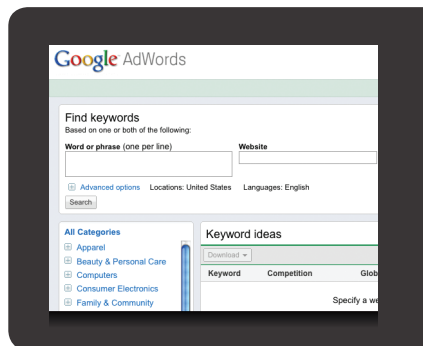 Google AdWords
Find keywords
Based on one or both of the following:
Word or phrase (one per line) Website
Advanced options Locations: United States Languages: English
Search
All Categories
Apparel
Beauty & Personal Care
Computers
Consumer Electronics
Family & Community
Keyword ideas
Download
Keyword Competition Glob
Specify a we